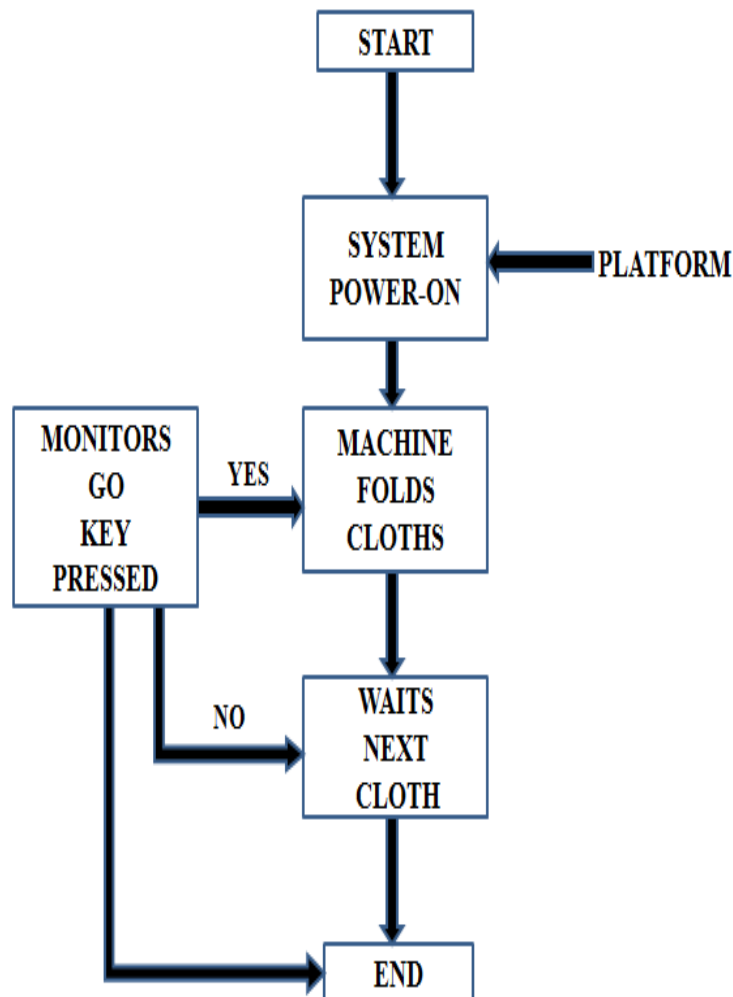 START
SYSTEM
POWER-ON
PLATFORM
MONITORS
GO
KEY
PRESSED
YES
MACHINE
FOLDS
CLOTHS
NO
WAITS
NEXT
CLOTH
END